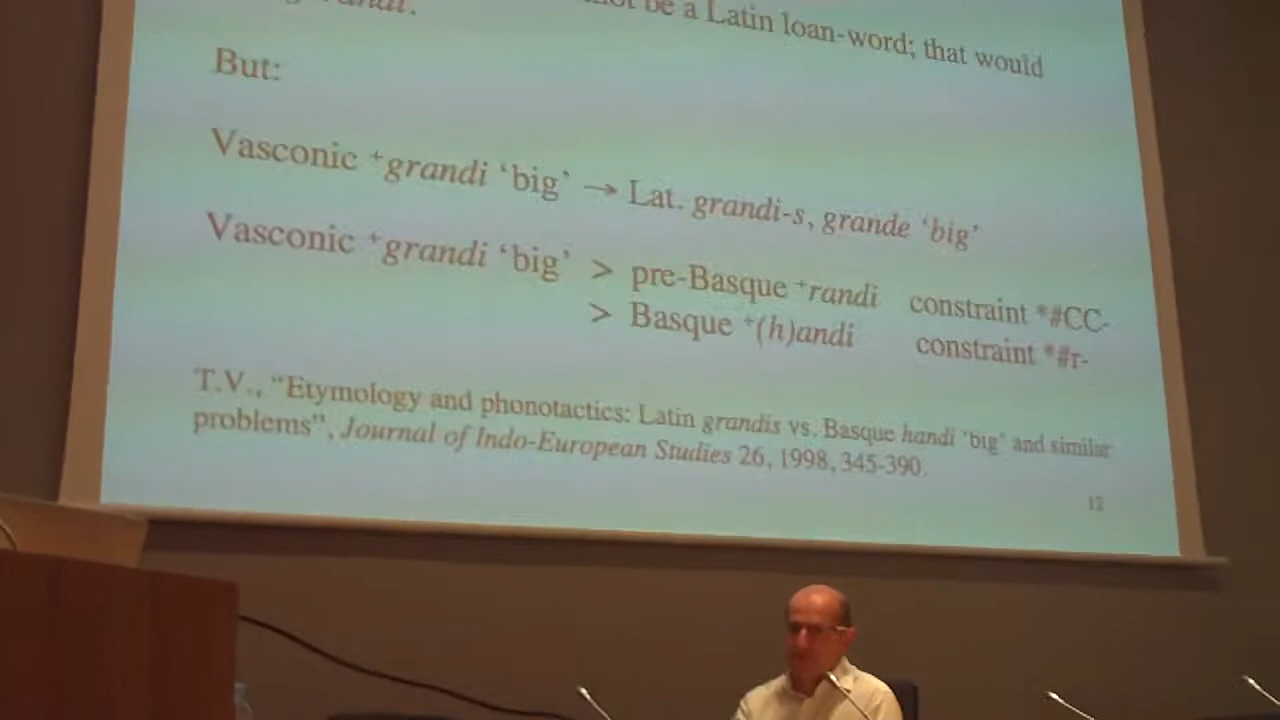 be a Latin loan-word; that would
But:
Vasconic ⁺grandi ‘big’ → Lat. grandi-s, grande ‘big’
Vasconic ⁺grandi ‘big’ > pre-Basque ⁺randi constraint *#CC-
> Basque ⁺(h)andi constraint *#r-
T.V., “Etymology and phonotactics: Latin grandis vs. Basque handi ‘big’ and similar
problems”, Journal of Indo-European Studies 26, 1998, 345-390.
12